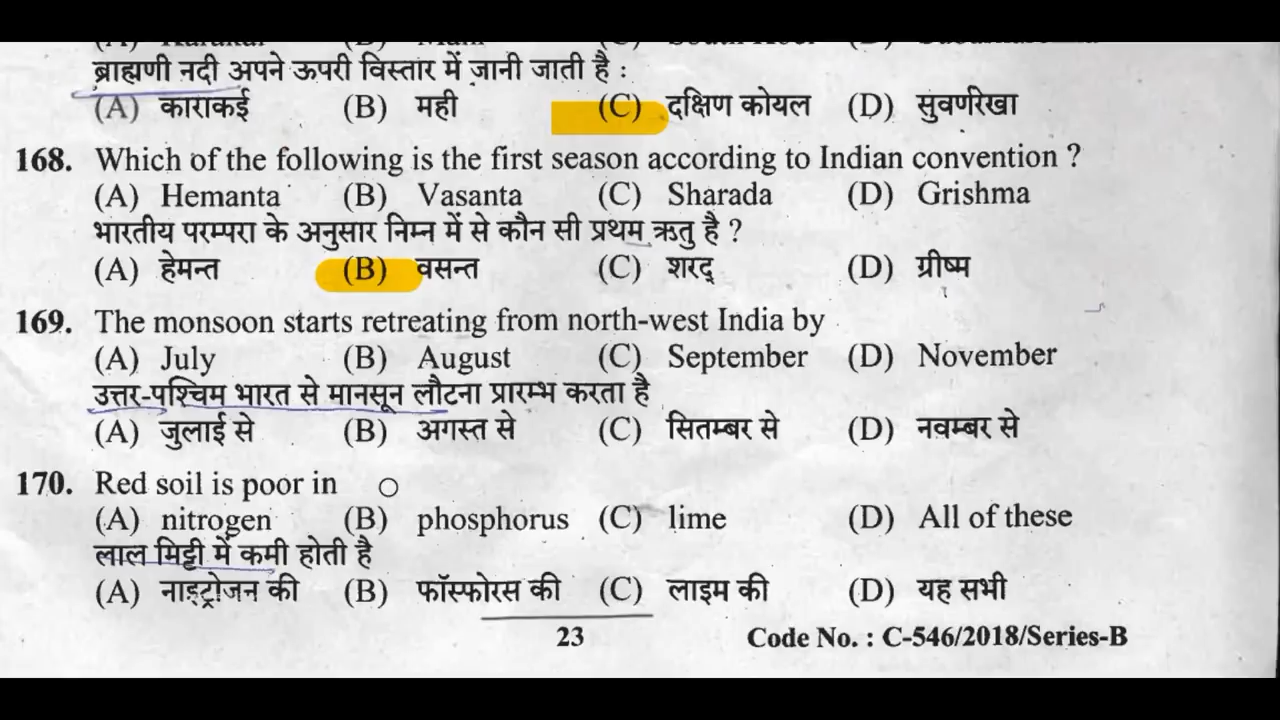 ब्राह्मणी नदी अपने ऊपरी विस्तार में जानी जाती है :
(A) काराकई (B) मही (C) दक्षिण कोयल (D) सुवर्णरेखा
168. Which of the following is the first season according to Indian convention ?
(A) Hemanta (B) Vasanta (C) Sharada (D) Grishma
भारतीय परम्परा के अनुसार निम्न में से कौन सी प्रथम ऋतु है ?
(A) हेमन्त (B) वसन्त (C) शरद् (D) ग्रीष्म
169. The monsoon starts retreating from north-west India by
(A) July (B) August (C) September (D) November
उत्तर-पश्चिम भारत से मानसून लौटना प्रारम्भ करता है
(A) जुलाई से (B) अगस्त से (C) सितम्बर से (D) नवम्बर से
170. Red soil is poor in
(A) nitrogen (B) phosphorus (C) lime (D) All of these
लाल मिट्टी में कमी होती है
(A) नाइट्रोजन की (B) फॉस्फोरस की (C) लाइम की (D) यह सभी
23 Code No. : C-546/2018/Series-B